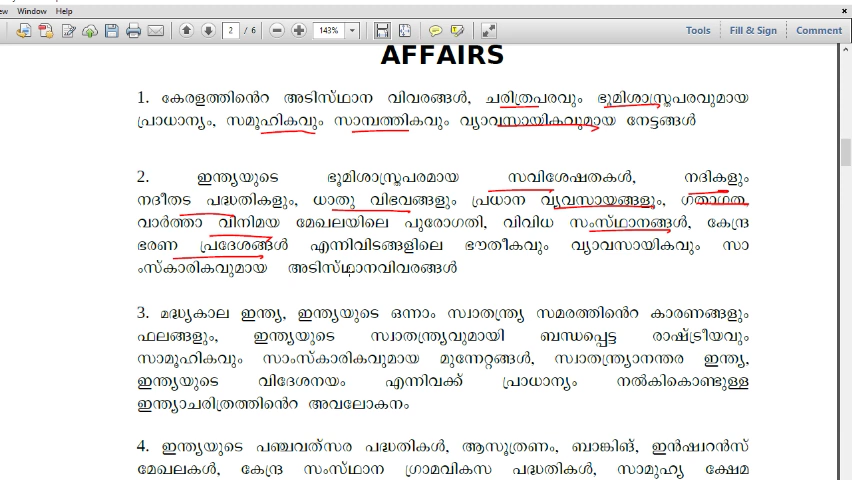 Window Help
2 / 6 143% Tools Fill & Sign Comment
AFFAIRS
1. കേരളത്തിന്റെ അടിസ്ഥാന വിവരങ്ങൾ, ചരിത്രപരവും ഭൂമിശാസ്ത്രപരവുമായ
പ്രാധാന്യം, സമൂഹികവും സാമ്പത്തികവും വ്യാവസായികവുമായ നേട്ടങ്ങൾ
2. ഇന്ത്യയുടെ ഭൂമിശാസ്ത്രപരമായ സവിശേഷതകൾ, നദികളും
നദീതട പദ്ധതികളും, ധാതു വിഭവങ്ങളും പ്രധാന വ്യവസായങ്ങളും, ഗതാഗത,
വാർത്താ വിനിമയ മേഖലയിലെ പുരോഗതി, വിവിധ സംസ്ഥാനങ്ങൾ, കേന്ദ്ര
ഭരണ പ്രദേശങ്ങൾ എന്നിവിടങ്ങളിലെ ഭൗതീകവും വ്യാവസായികവും സാ
ംസ്കാരികവുമായ അടിസ്ഥാനവിവരങ്ങൾ
3. മദ്ധ്യകാല ഇന്ത്യ, ഇന്ത്യയുടെ ഒന്നാം സ്വാതന്ത്ര്യ സമരത്തിന്റെ കാരണങ്ങളും
ഫലങ്ങളും, ഇന്ത്യയുടെ സ്വാതന്ത്ര്യവുമായി ബന്ധപ്പെട്ട രാഷ്ട്രീയവും
സാമൂഹികവും സാംസ്കാരികവുമായ മുന്നേറ്റങ്ങൾ, സ്വാതന്ത്ര്യാനന്തര ഇന്ത്യ,
ഇന്ത്യയുടെ വിദേശനയം എന്നിവക്ക് പ്രാധാന്യം നൽകികൊണ്ടുള്ള
ഇന്ത്യാചരിത്രത്തിന്റെ അവലോകനം
4. ഇന്ത്യയുടെ പഞ്ചവത്സര പദ്ധതികൾ, ആസൂത്രണം, ബാങ്കിങ്, ഇൻഷ്വറൻസ്
മേഖലകൾ, കേന്ദ്ര സംസ്ഥാന ഗ്രാമവികസ പദ്ധതികൾ, സാമുഹ്യ ക്ഷേമ